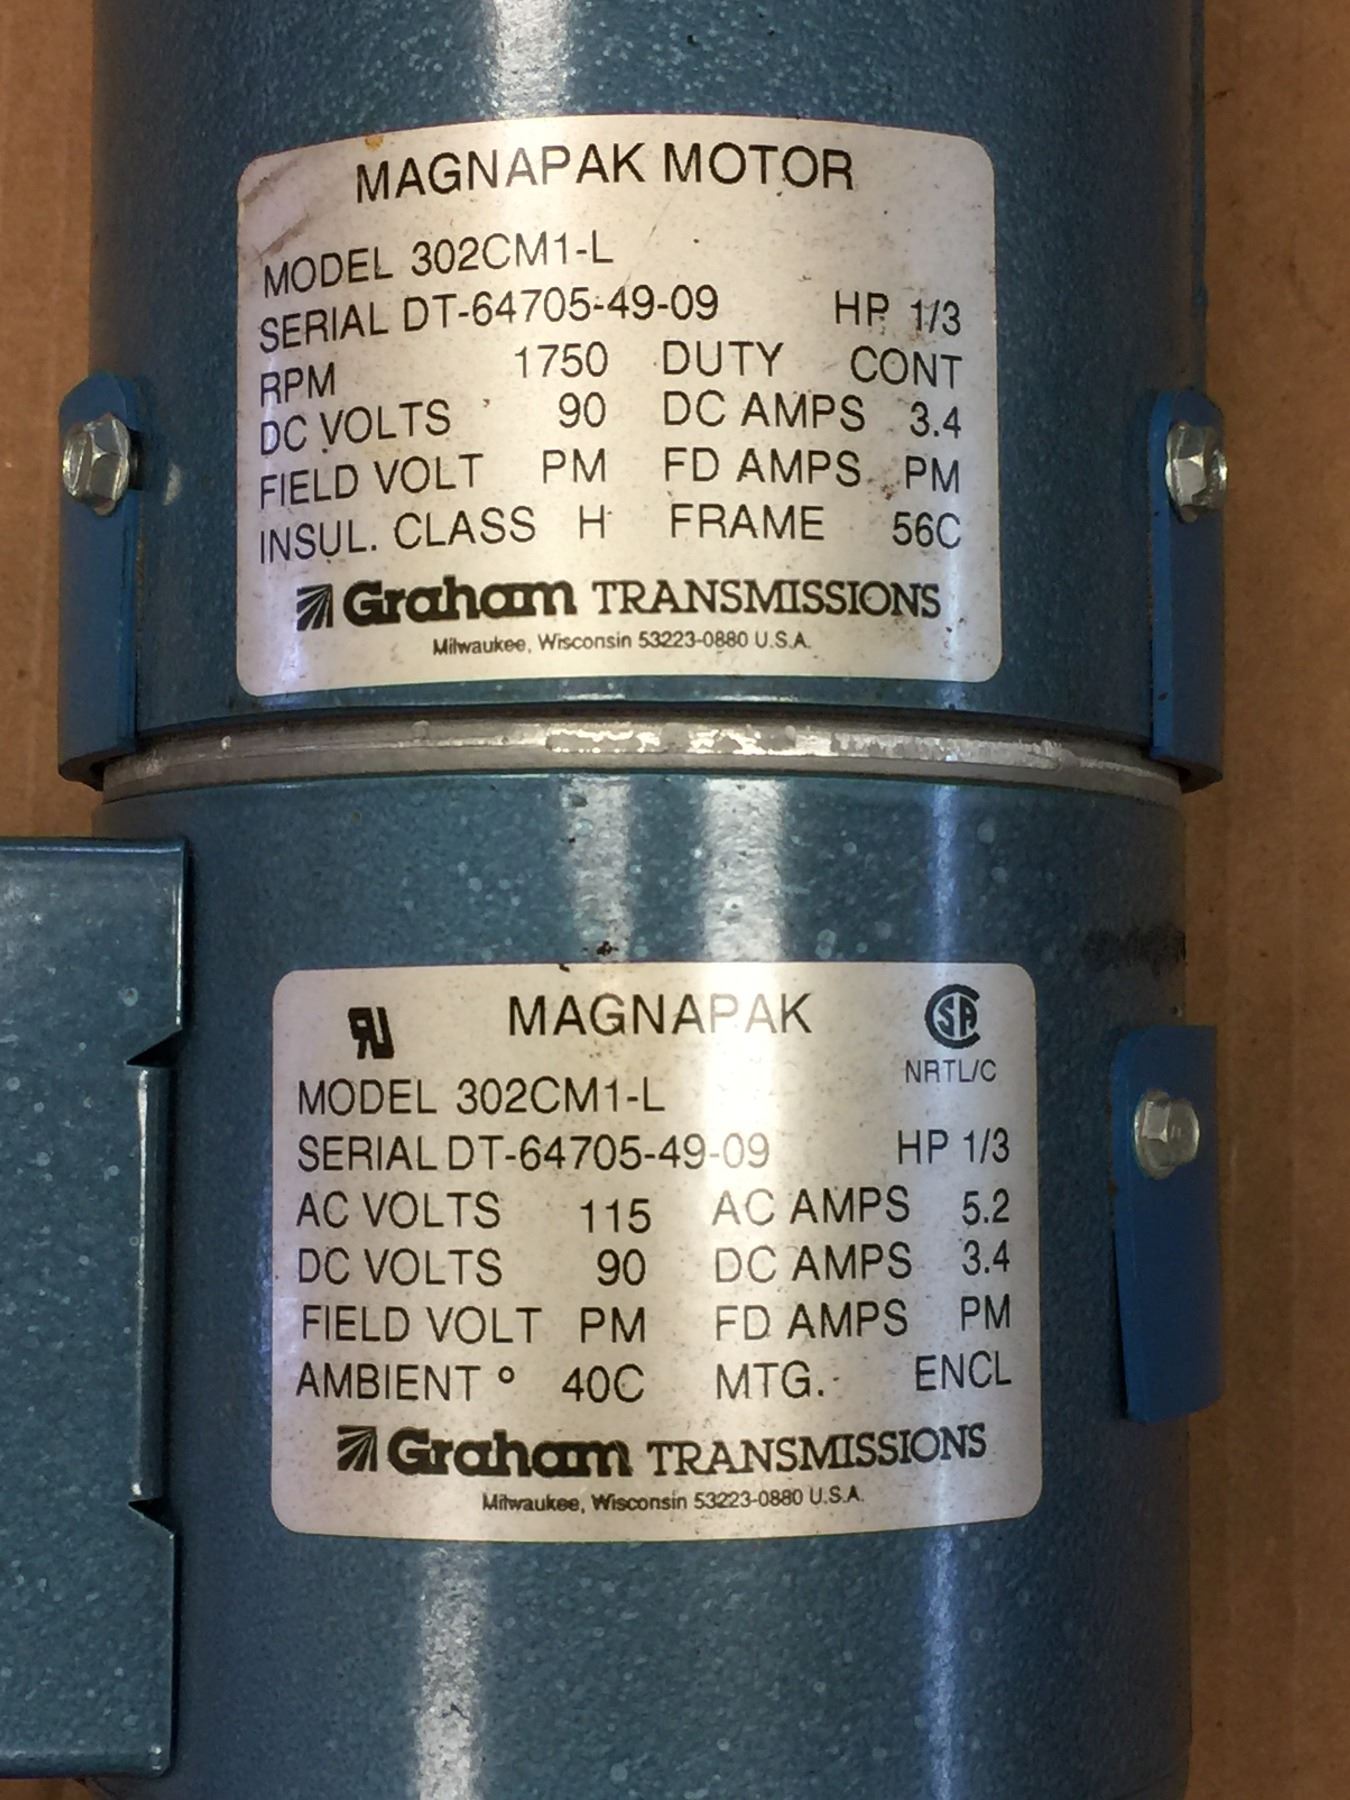 MAGNAPAK MOTOR
MODEL 302CM1-L
SERIAL DT-64705-49-09 HP 1/3
RPM 1750 DUTY CONT
DC VOLTS 90 DC AMPS 3.4
FIELD VOLT PM FD AMPS PM
INSUL. CLASS H FRAME 56C
Graham TRANSMISSIONS
Milwaukee, Wisconsin 53223-0880 U.S.A.
RU MAGNAPAK SA
NRTL/C
MODEL 302CM1-L
SERIAL DT-64705-49-09 HP 1/3
AC VOLTS 115 AC AMPS 5.2
DC VOLTS 90 DC AMPS 3.4
FIELD VOLT PM FD AMPS PM
AMBIENT ° 40C MTG. ENCL
Graham TRANSMISSIONS
Milwaukee, Wisconsin 53223-0880 U.S.A.